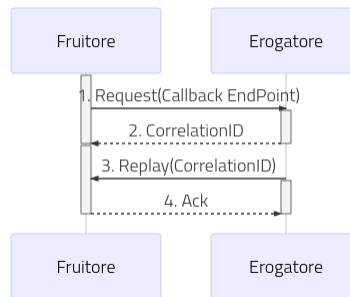 Fruitore Erogatore
1. Request(Callback EndPoint)
2. CorrelationID
3. Replay(CorrelationID)
4. Ack
Fruitore Erogatore